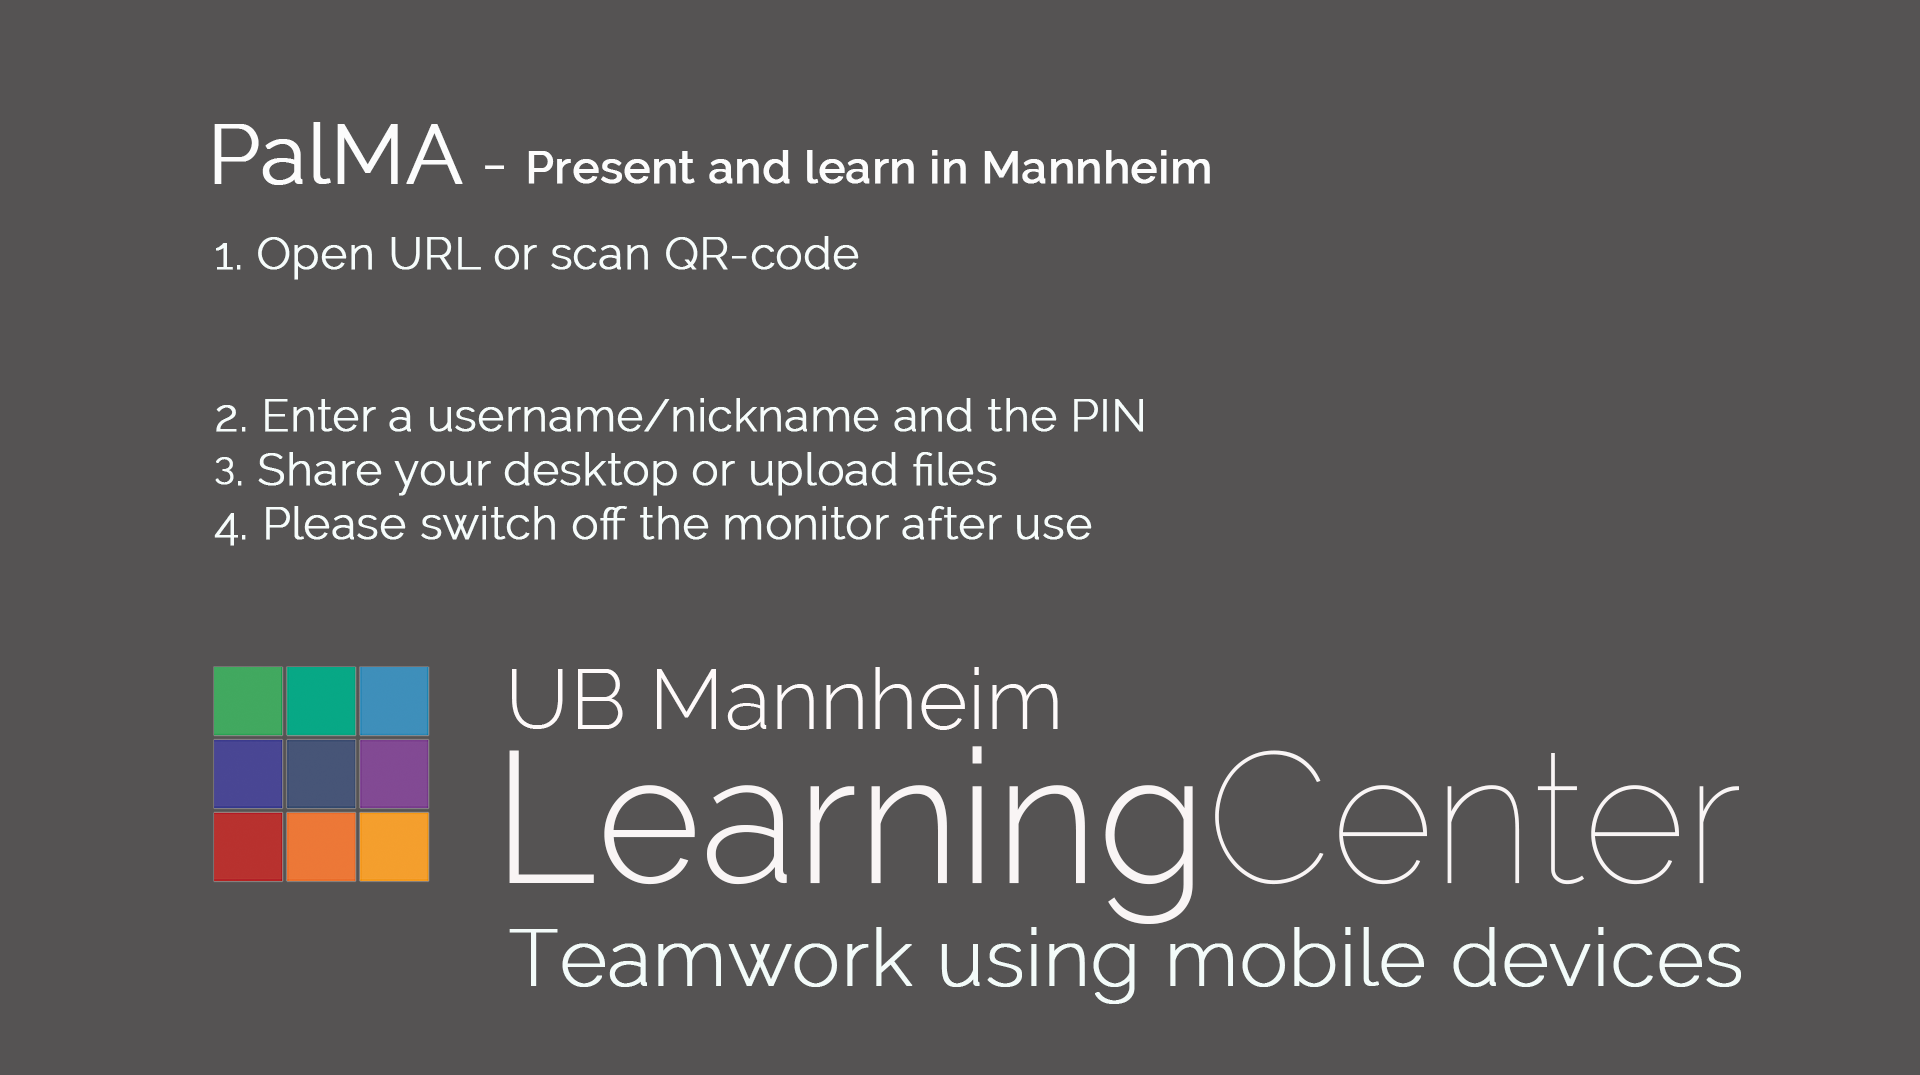 PalMA - Present and learn in Mannheim
1. Open URL or scan QR-code
2. Enter a username/nickname and the PIN
3. Share your desktop or upload files
4. Please switch off the monitor after use
UB Mannheim
LearningCenter
Teamwork using mobile devices